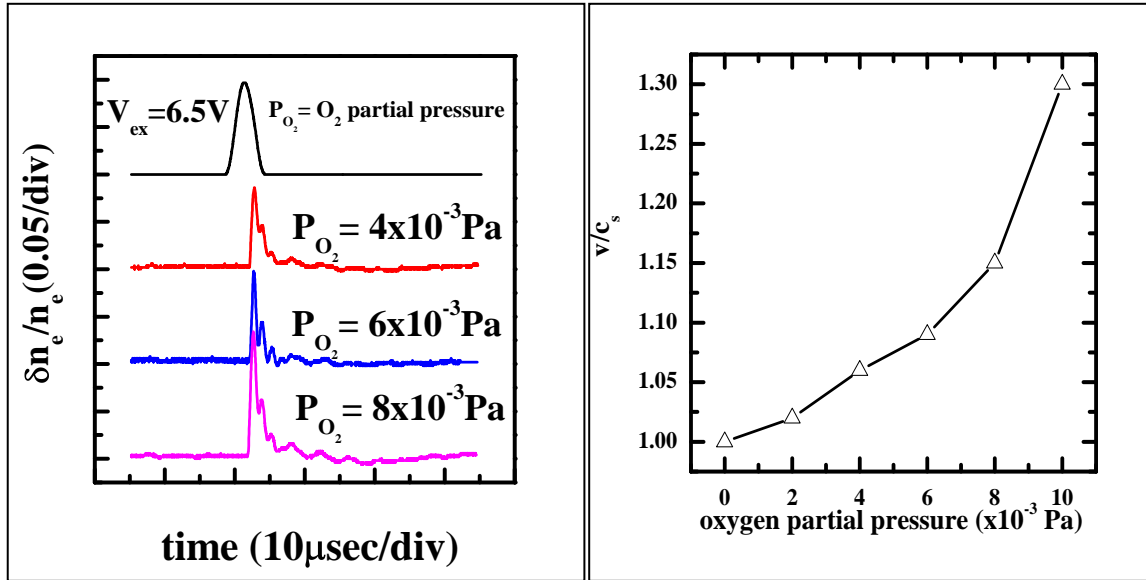 V_ex=6.5V
P_O₂= O₂ partial pressure
P_O₂= 4x10⁻³Pa
P_O₂= 6x10⁻³Pa
P_O₂= 8x10⁻³Pa
δn_e/n_e(0.05/div)
time (10μsec/div)
1.30
1.25
1.20
1.15
1.10
1.05
1.00
v/c_s
0 2 4 6 8 10
oxygen partial pressure (x10⁻³ Pa)